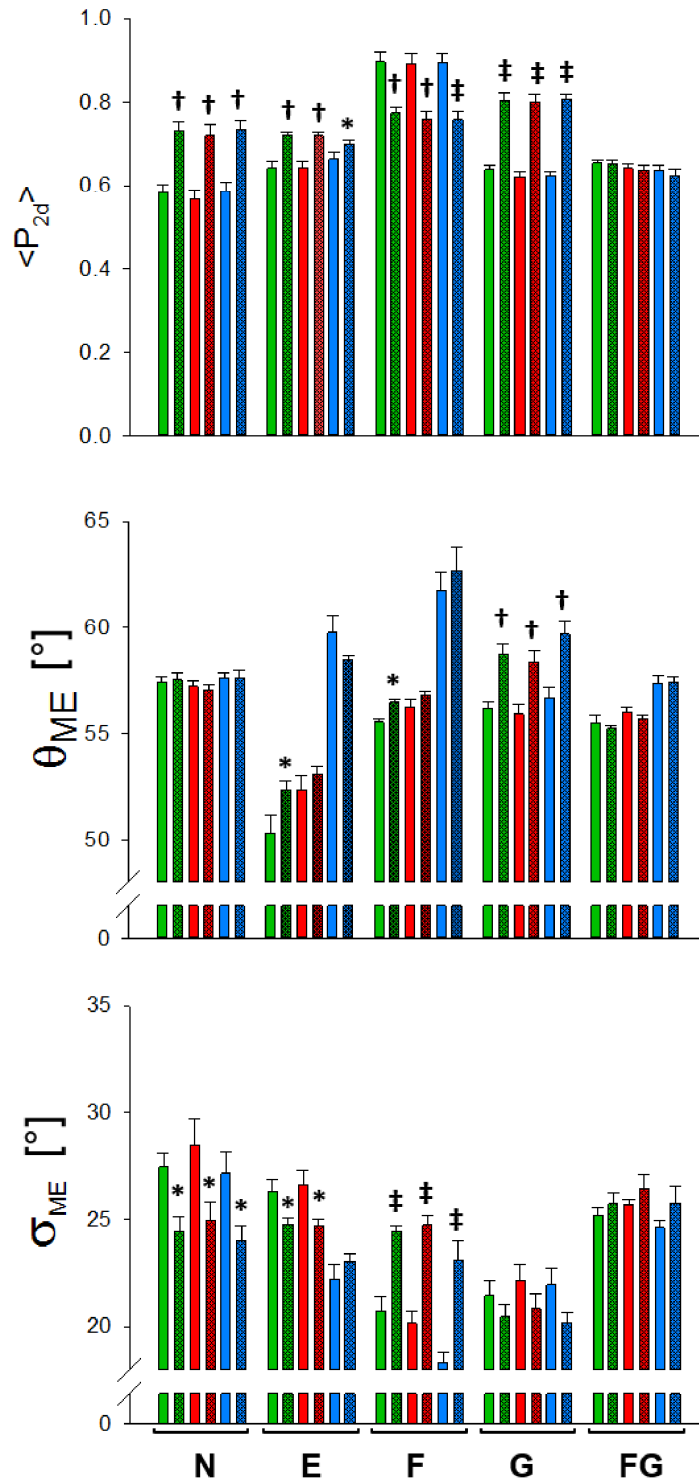 1.0
† † †
† † *
† † ‡
‡ ‡ ‡
0.8
0.6
0.4
0.2
0.0
<P2d>
65
60
55
50
0
θME [°]
*
*
† † †
35
30
25
20
0
σME [°]
* * *
* *
‡ ‡ ‡
N E F G FG